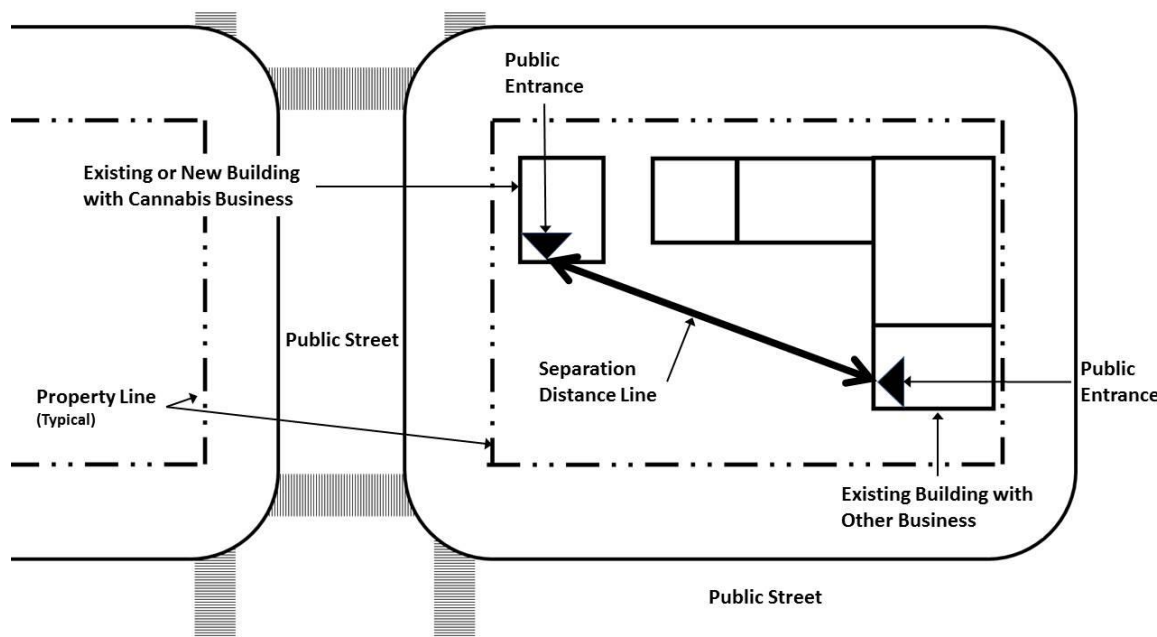 Public
Entrance
Existing or New Building
with Cannabis Business
Public Street
Separation
Distance Line
Public
Entrance
Property Line
(Typical)
Existing Building with
Other Business
Public Street